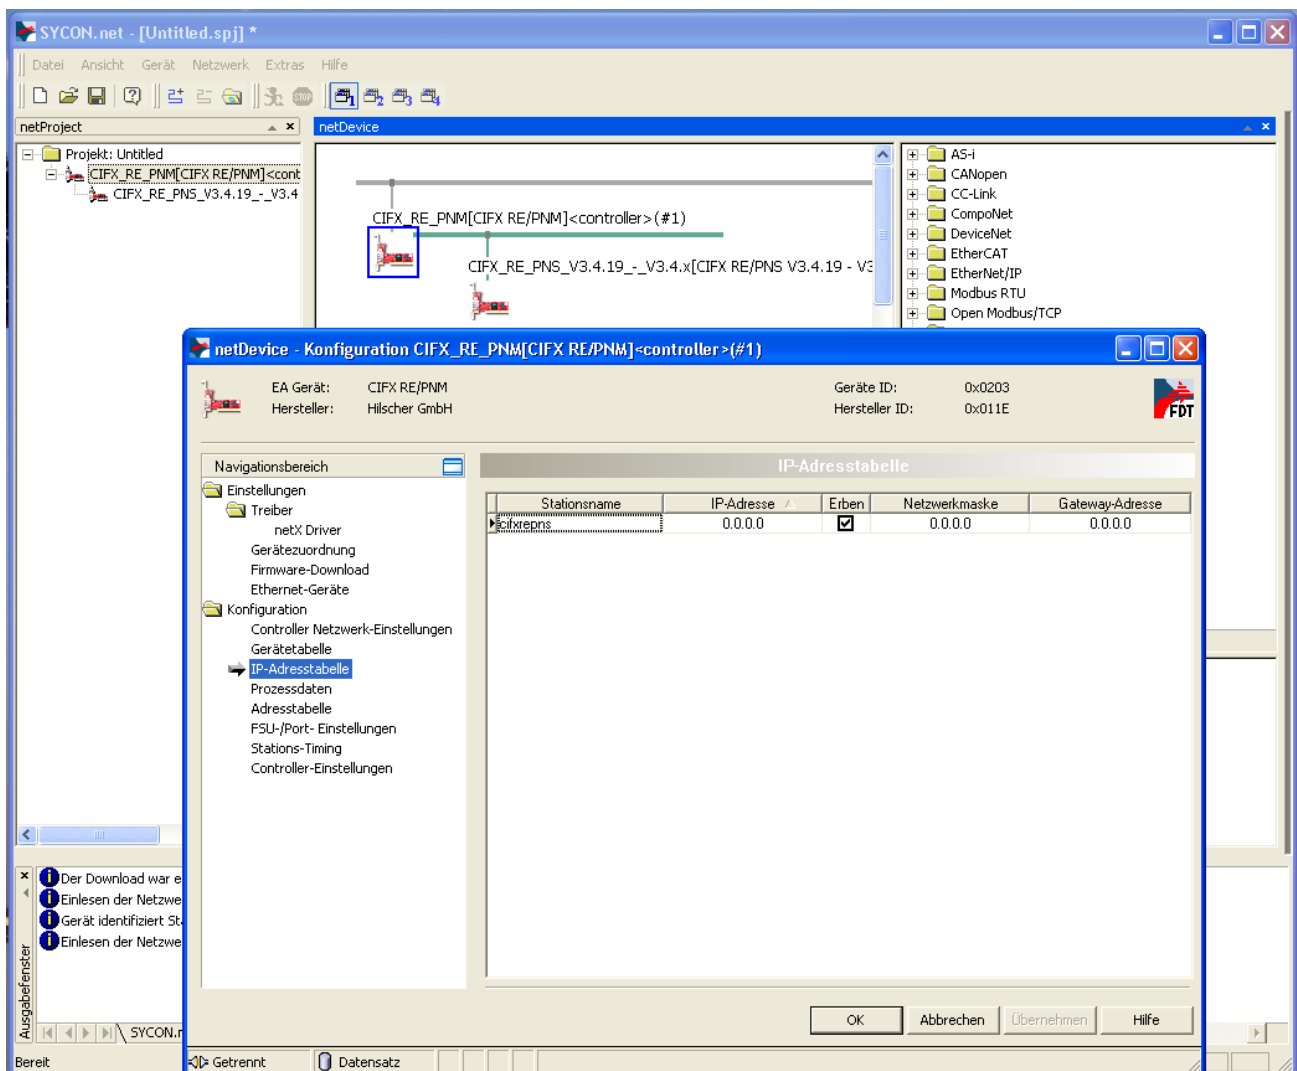 SYCON.net - [Untitled.spj] *
Datei Ansicht Gerät Netzwerk Extras Hilfe
netProject
netDevice
Projekt: Untitled
CIFX_RE_PNM[CIFX RE/PNM]<cont
CIFX_RE_PNS_V3.4.19_-_V3.4
CIFX_RE_PNM[CIFX RE/PNM]<controller>(#1)
CIFX_RE_PNS_V3.4.19_-_V3.4.x[CIFX RE/PNS V3.4.19 - V3
AS-i
CANopen
CC-Link
CompoNet
DeviceNet
EtherCAT
EtherNet/IP
Modbus RTU
Open Modbus/TCP
netDevice - Konfiguration CIFX_RE_PNM[CIFX RE/PNM]<controller>(#1)
EA Gerät: CIFX RE/PNM Geräte ID: 0x0203
Hersteller: Hilscher GmbH Hersteller ID: 0x011E
FDT
Navigationsbereich
IP-Adresstabelle
Einstellungen
Treiber
netX Driver
Gerätezuordnung
Firmware-Download
Ethernet-Geräte
Konfiguration
Controller Netzwerk-Einstellungen
Gerätetabelle
IP-Adresstabelle
Prozessdaten
Adresstabelle
FSU-/Port- Einstellungen
Stations-Timing
Controller-Einstellungen
Stationsname IP-Adresse Erben Netzwerkmaske Gateway-Adresse
cifxrepns 0.0.0.0 0.0.0.0 0.0.0.0
OK Abbrechen Übernehmen Hilfe
Getrennt Datensatz
Der Download war e
Einlesen der Netzwe
Gerät identifiziert St
Einlesen der Netzwe
Ausgabefenster
SYCON.n
Bereit